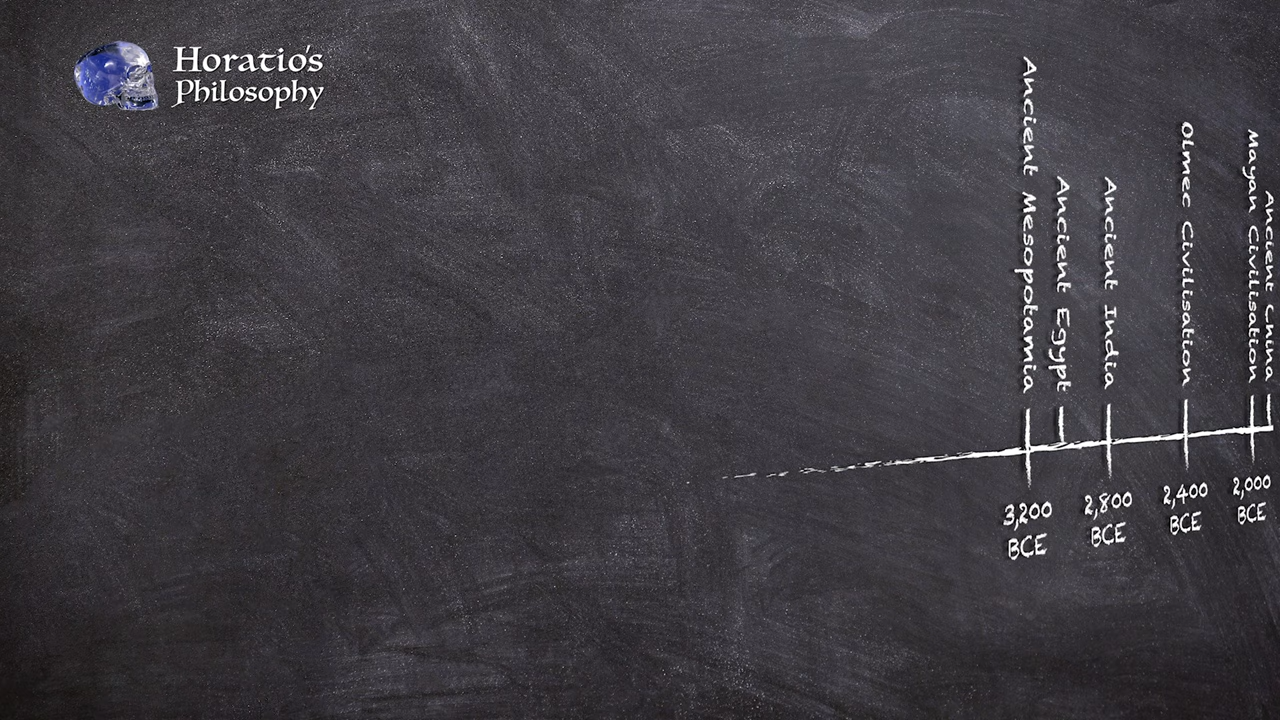 Horatio's
Philosophy
Ancient Mesopotamia
Ancient Egypt
Ancient India
Olmec Civilisation
Mayan Civilisation
Ancient China
3,200
BCE
2,800
BCE
2,400
BCE
2,000
BCE